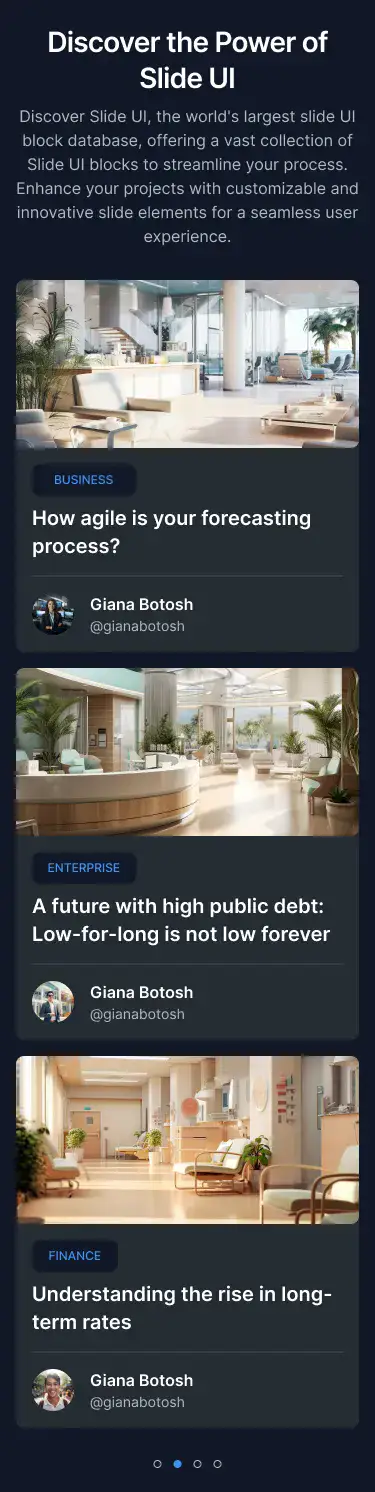 Discover the Power of
Slide UI
Discover Slide UI, the world's largest slide UI
block database, offering a vast collection of
Slide UI blocks to streamline your process.
Enhance your projects with customizable and
innovative slide elements for a seamless user
experience.
BUSINESS
How agile is your forecasting
process?
Giana Botosh
@gianabotosh
ENTERPRISE
A future with high public debt:
Low-for-long is not low forever
Giana Botosh
@gianabotosh
FINANCE
Understanding the rise in long-
term rates
Giana Botosh
@gianabotosh